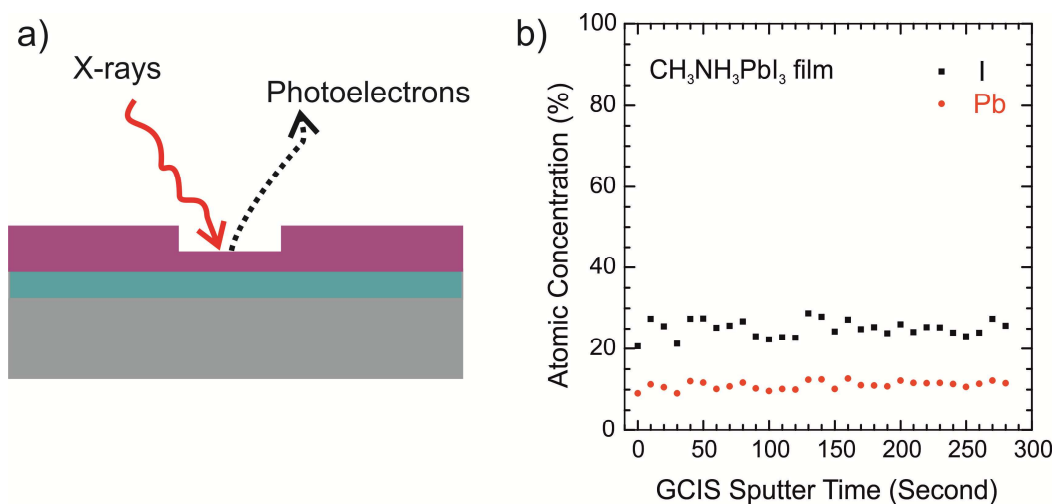 a)
X-rays
Photoelectrons
b)
CH₃NH₃PbI₃ film
I
Pb
Atomic Concentration (%)
100
80
60
40
20
0
0 50 100 150 200 250 300
GCIS Sputter Time (Second)